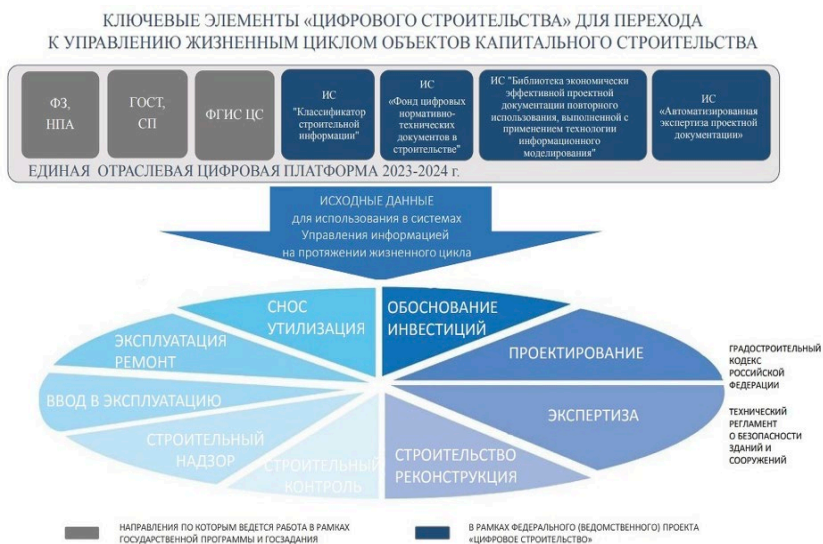 КЛЮЧЕВЫЕ ЭЛЕМЕНТЫ «ЦИФРОВОГО СТРОИТЕЛЬСТВА» ДЛЯ ПЕРЕХОДА
К УПРАВЛЕНИЮ ЖИЗНЕННЫМ ЦИКЛОМ ОБЪЕКТОВ КАПИТАЛЬНОГО СТРОИТЕЛЬСТВА
ФЗ,
НПА
ГОСТ,
СП
ФГИС ЦС
ИС
"Классификатор
строительной
информации"
ИС
«Фонд цифровых
нормативно-
технических
документов в
строительстве"
ИС "Библиотека экономически
эффективной проектной
документации повторного
использования, выполненной с
применением технологии
информационного
моделирования"
ИС
«Автоматизированная
экспертиза проектной
документации»
ЕДИНАЯ ОТРАСЛЕВАЯ ЦИФРОВАЯ ПЛАТФОРМА 2023-2024 г.
ИСХОДНЫЕ ДАННЫЕ
для использования в системах
Управления информацией
на протяжении жизненного цикла
СНОС
УТИЛИЗАЦИЯ
ОБОСНОВАНИЕ
ИНВЕСТИЦИЙ
ЭКСПЛУАТАЦИЯ
РЕМОНТ
ПРОЕКТИРОВАНИЕ
ВВОД В ЭКСПЛУАТАЦИЮ
ЭКСПЕРТИЗА
СТРОИТЕЛЬНЫЙ
НАДЗОР
СТРОИТЕЛЬНЫЙ
КОНТРОЛЬ
СТРОИТЕЛЬСТВО
РЕКОНСТРУКЦИЯ
ГРАДОСТРОИТЕЛЬНЫЙ
КОДЕКС
РОССИЙСКОЙ
ФЕДЕРАЦИИ
ТЕХНИЧЕСКИЙ
РЕГЛАМЕНТ
О БЕЗОПАСНОСТИ
ЗДАНИЙ И
СООРУЖЕНИЙ
НАПРАВЛЕНИЯ ПО КОТОРЫМ ВЕДЕТСЯ РАБОТА В РАМКАХ
ГОСУДАРСТВЕННОЙ ПРОГРАММЫ И ГОСЗАДАНИЯ
В РАМКАХ ФЕДЕРАЛЬНОГО (ВЕДОМСТВЕННОГО) ПРОЕКТА
«ЦИФРОВОЕ СТРОИТЕЛЬСТВО»